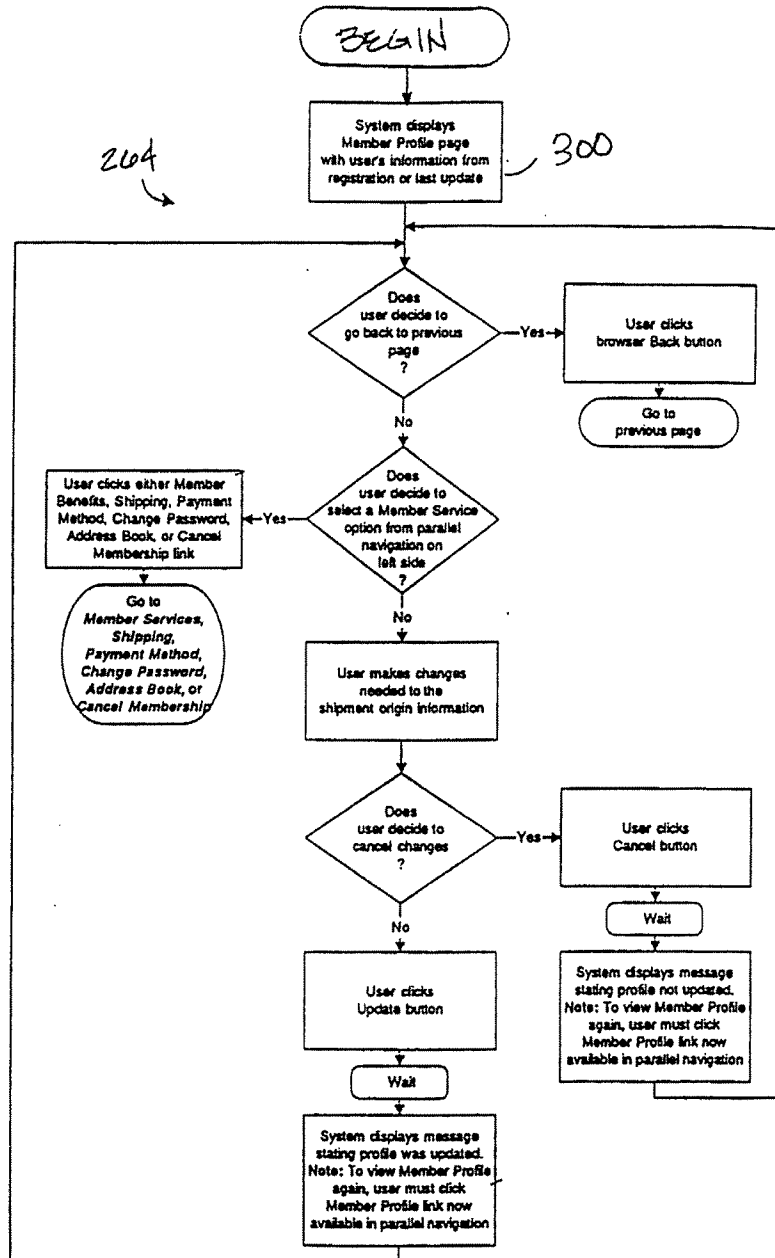 BEGIN
System displays
Member Profile page
with user's information from
registration or last update
300
264
Does
user decide to
go back to previous
page
?
Yes
User clicks
browser Back button
Go to
previous page
No
Does
user decide to
select a Member Service
option from parallel
navigation on
left side
?
Yes
User clicks either Member
Benefits, Shipping, Payment
Method, Change Password,
Address Book, or Cancel
Membership link
Go to
Member Services,
Shipping,
Payment Method,
Change Password,
Address Book, or
Cancel Membership
No
User makes changes
needed to the
shipment origin information
Does
user decide to
cancel changes
?
Yes
User clicks
Cancel button
Wait
System displays message
stating profile not updated.
Note: To view Member Profile
again, user must click
Member Profile link now
available in parallel navigation
No
User clicks
Update button
Wait
System displays message
stating profile was updated.
Note: To view Member Profile
again, user must click
Member Profile link now
available in parallel navigation